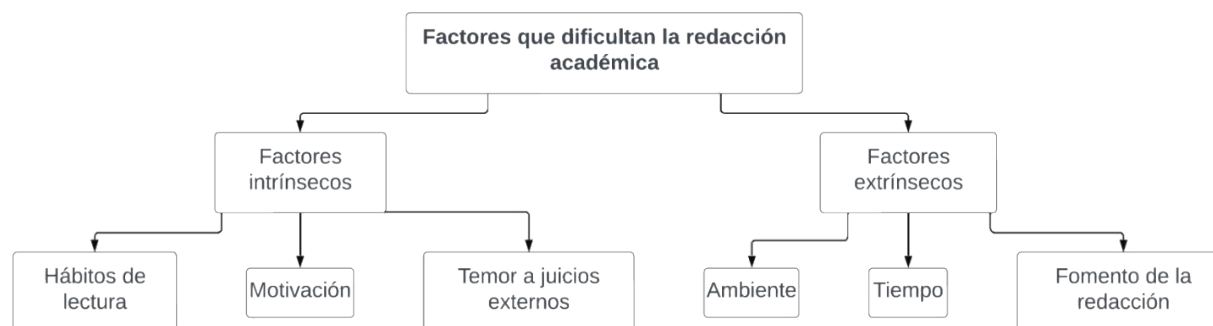 Factores que dificultan la redacción
académica
Factores
intrínsecos
Factores
extrínsecos
Hábitos de
lectura
Motivación
Temor a juicios
externos
Ambiente
Tiempo
Fomento de la
redacción